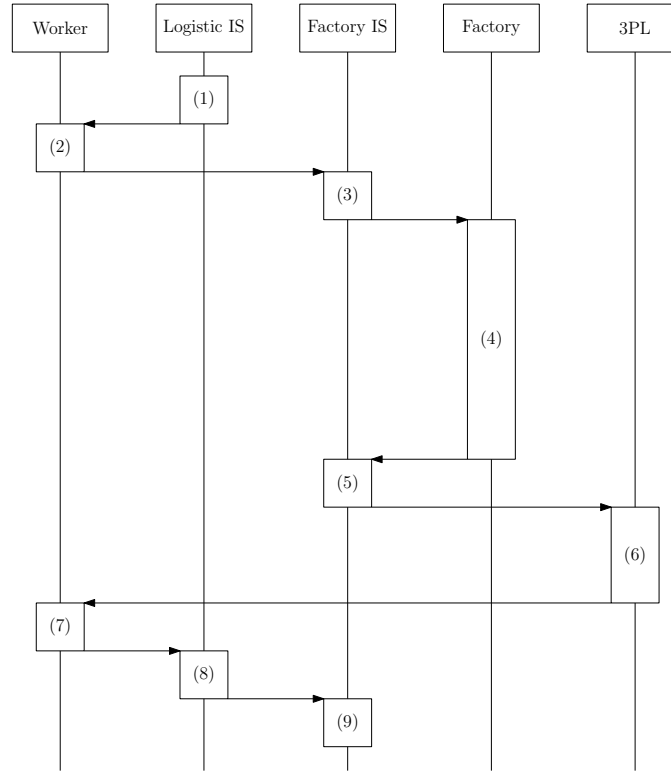 Worker
Logistic IS
Factory IS
Factory
3PL
(1)
(2)
(3)
(4)
(5)
(6)
(7)
(8)
(9)